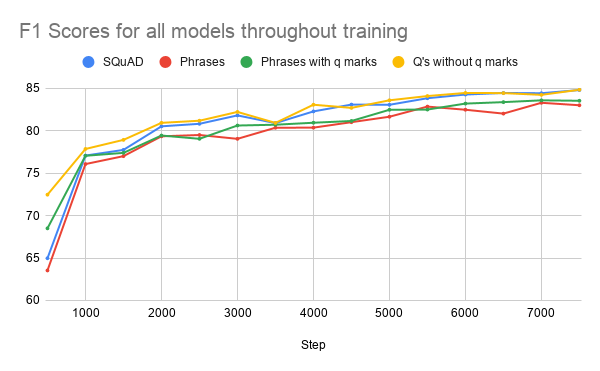 F1 Scores for all models throughout training
SQuAD Phrases Phrases with q marks Q's without q marks
85
80
75
70
65
60
1000 2000 3000 4000 5000 6000 7000
Step